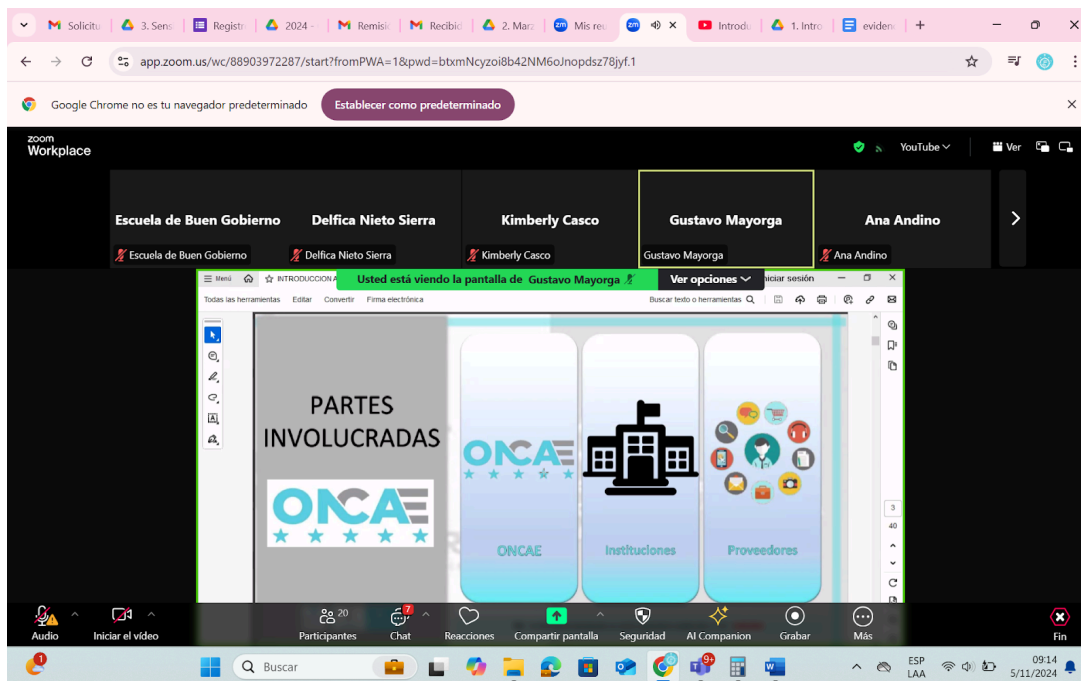 Solicitu
3. Sens
Registr
2024 -
Remisic
Recibid
2. Marz
Mis reu
Introdu
1. Intro
eviden
app.zoom.us/wc/88903972287/start?fromPWA=1&pwd=btxmNcyzoi8b42NM6oJnopdsz78jyf.1
Google Chrome no es tu navegador predeterminado
Establecer como predeterminado
zoom
Workplace
YouTube
Ver
Escuela de Buen Gobierno
Delfica Nieto Sierra
Kimberly Casco
Gustavo Mayorga
Ana Andino
Escuela de Buen Gobierno
Delfica Nieto Sierra
Kimberly Casco
Gustavo Mayorga
Ana Andino
Menú
INTRODUCCION A
Usted está viendo la pantalla de Gustavo Mayorga
Ver opciones
niciar sesión
Todas las herramientas
Editar
Convertir
Firma electrónica
Buscar texto o herramientas
PARTES
INVOLUCRADAS
ONCAE
ONCAE
ONCAE
Instituciones
Proveedores
3
40
Audio
Iniciar el vídeo
20
Participantes
7
Chat
Reacciones
Compartir pantalla
Seguridad
AI Companion
Grabar
Más
Fin
1
Buscar
9+
ESP
LAA
09:14
5/11/2024